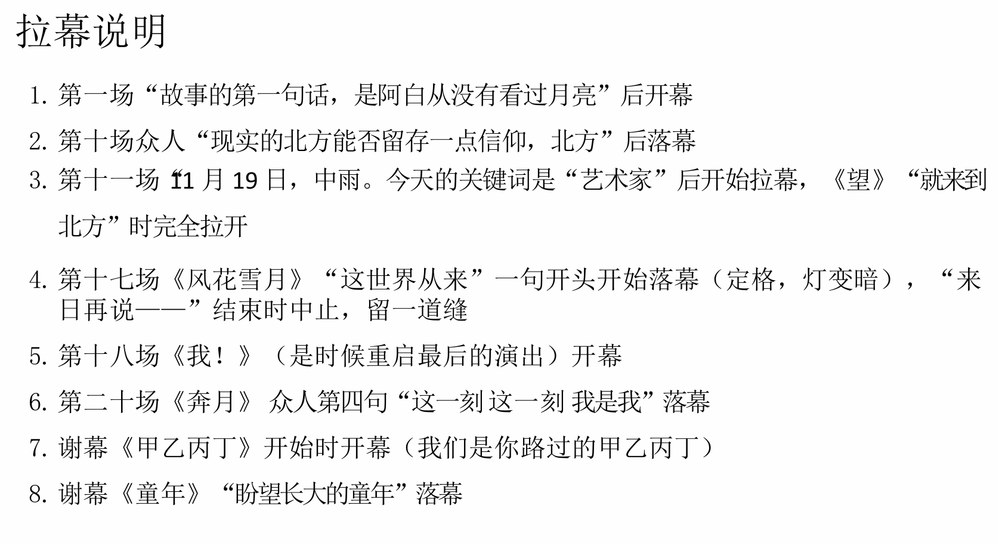 拉幕说明
1. 第一场“故事的第一句话，是阿白从没有看过月亮”后开幕
2. 第十场众人“现实的北方能否留存一点信仰，北方”后落幕
3. 第十一场“11 月 19 日，中雨。今天的关键词是“艺术家”后开始拉幕，《望》“就来到
北方”时完全拉开
4. 第十七场《风花雪月》“这世界从来”一句开头开始落幕（定格，灯变暗），“来
日再说——”结束时中止，留一道缝
5. 第十八场《我！》（是时候重启最后的演出）开幕
6. 第二十场《奔月》 众人第四句“这一刻 这一刻 我是我”落幕
7. 谢幕《甲乙丙丁》开始时开幕（我们是你路过的甲乙丙丁）
8. 谢幕《童年》“盼望长大的童年”落幕